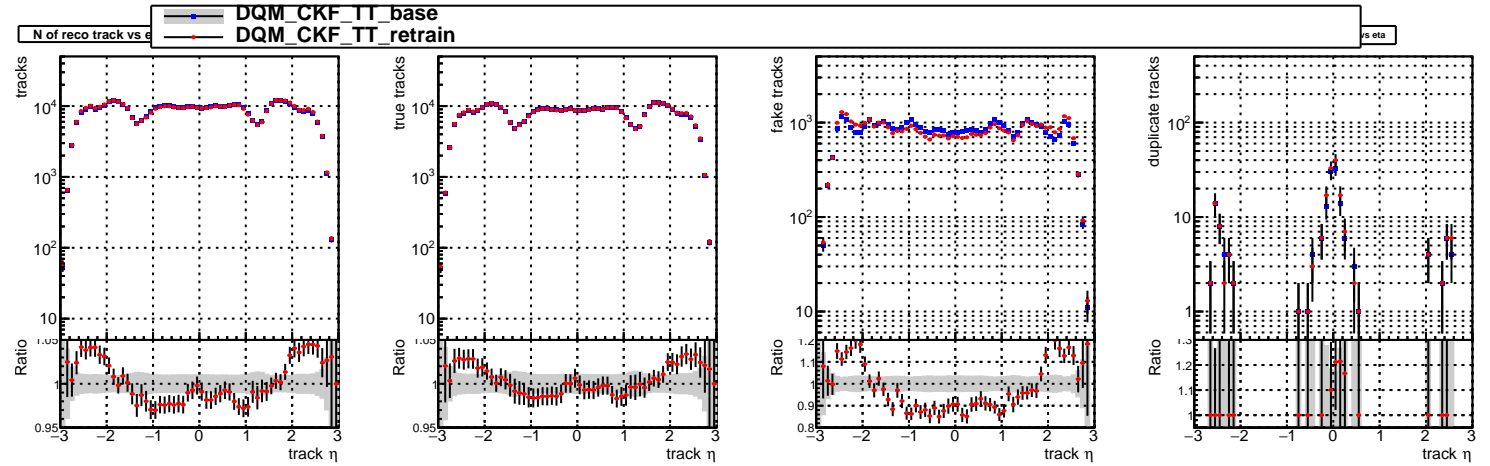 DQM_CKF_TT_base
DQM_CKF_TT_retrain
N of reco track vs e
vs eta
tracks
10⁴
10³
10²
10
Ratio
1.05
1
0.95
−3 −2 −1 0 1 2 3
track η
true tracks
10⁴
10³
10²
10
Ratio
1.05
1
0.95
−3 −2 −1 0 1 2 3
track η
fake tracks
10³
10²
10
Ratio
1.2
1.1
1
0.9
0.8
−3 −2 −1 0 1 2 3
track η
duplicate tracks
10²
10
1
Ratio
1.3
1.2
1.1
1
−3 −2 −1 0 1 2 3
track η